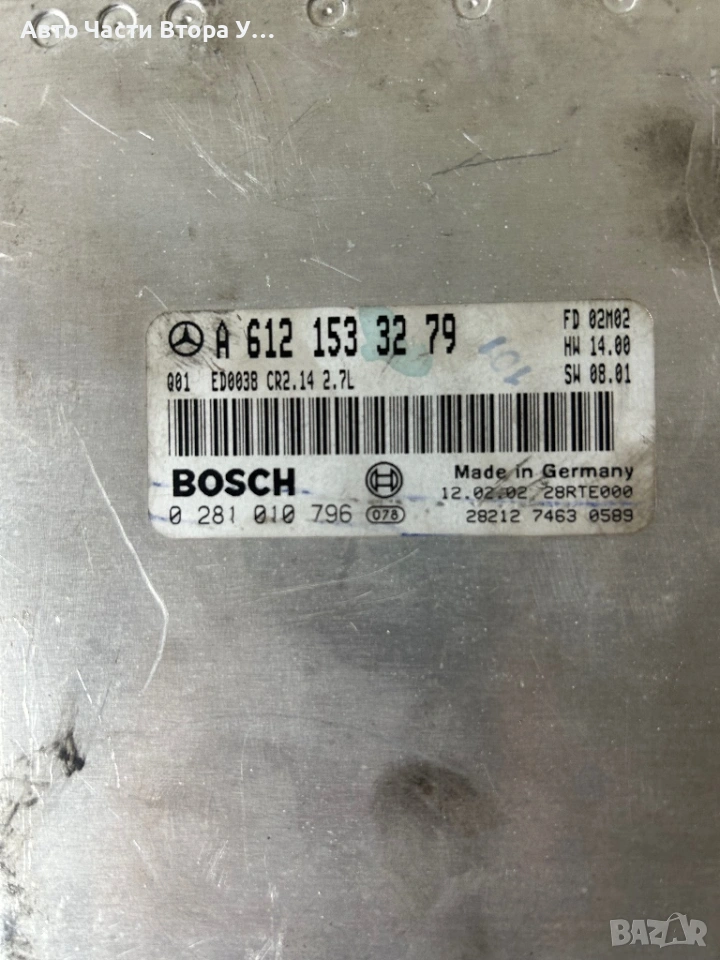 Авто Части Втора У...
A 612 153 32 79
FD 02M02
HW 14.00
SW 08.01
Q01 ED0038 CR2.14 2.7L
101
BOSCH
Made in Germany
12.02.02 28RTE000
0 281 010 796 078
28212 7463 0589
BAZAR